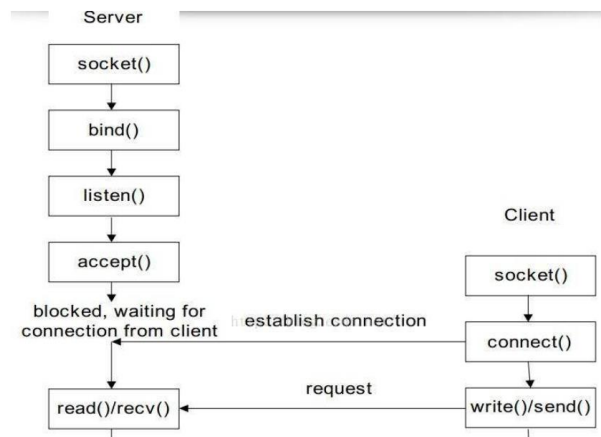 Server
socket()
bind()
listen()
accept()
blocked, waiting for
connection from client
establish connection
request
read()/recv()
Client
socket()
connect()
write()/send()